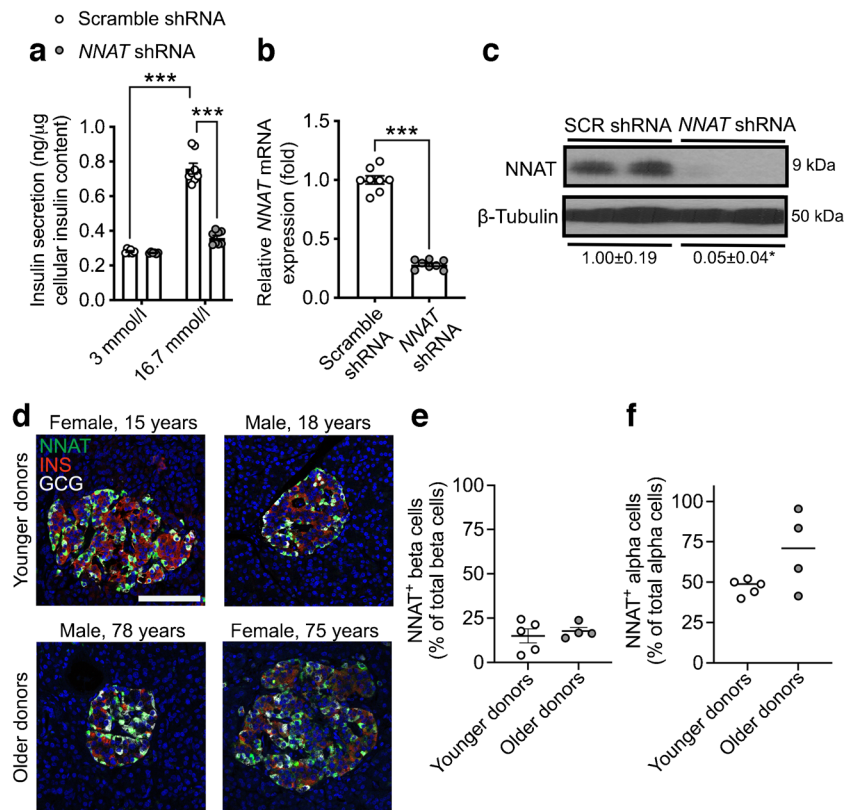 Scramble shRNA
NNAT shRNA
a
Insulin secretion (ng/μg
cellular insulin content)
1.0
0.8
0.6
0.4
0.2
0.0
***
***
3 mmol/l
16.7 mmol/l
b
Relative NNAT mRNA
expression (fold)
1.5
1.0
0.5
0.0
***
Scramble
shRNA
NNAT
shRNA
c
SCR shRNA NNAT shRNA
NNAT 9 kDa
β-Tubulin 50 kDa
1.00±0.19 0.05±0.04*
d
Younger donors
Female, 15 years
Male, 18 years
NNAT
INS
GCG
Older donors
Male, 78 years
Female, 75 years
e
NNAT+ beta cells
(% of total beta cells)
100
75
50
25
0
Younger donors
Older donors
f
NNAT+ alpha cells
(% of total alpha cells)
100
75
50
25
0
Younger donors
Older donors